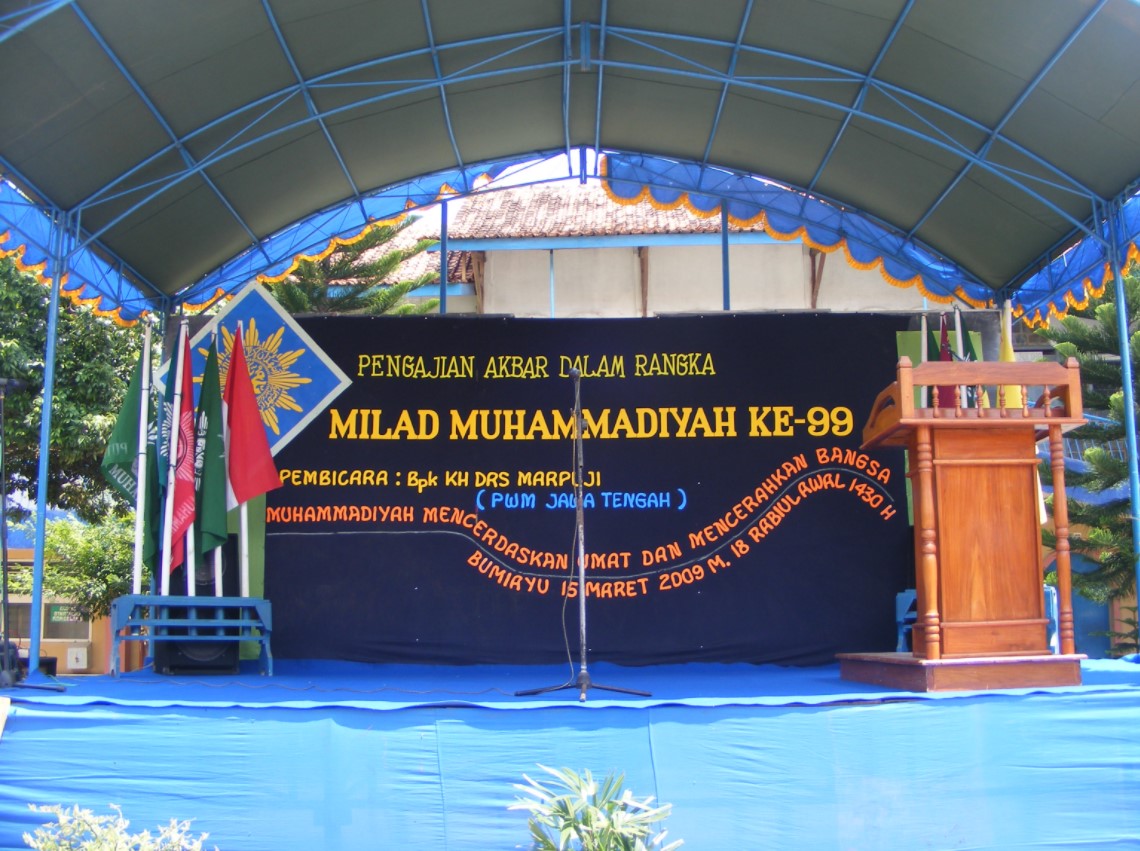 PENGAJIAN AKBAR DALAM RANGKA
MILAD MUHAMMADIYAH KE-99
PEMBICARA : Bpk KH DRS MARPUJI
( PWM JAWA TENGAH )
MUHAMMADIYAH MENCERDASKAN UMAT DAN MENCERAHKAN BANGSA
BUMIAYU 15 MARET 2009 M. 18 RABIULAWAL 1430 H